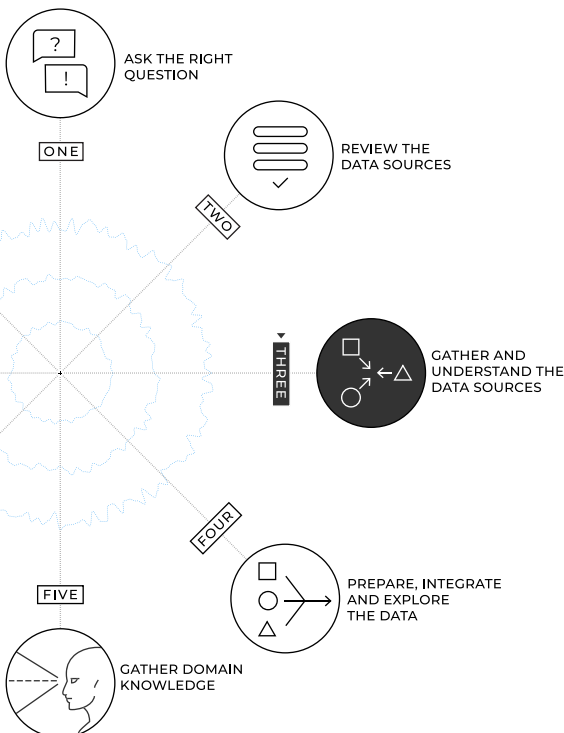 ?
!
ASK THE RIGHT
QUESTION
ONE
REVIEW THE
DATA SOURCES
TWO
THREE
GATHER AND
UNDERSTAND THE
DATA SOURCES
FOUR
PREPARE, INTEGRATE
AND EXPLORE
THE DATA
FIVE
GATHER DOMAIN
KNOWLEDGE